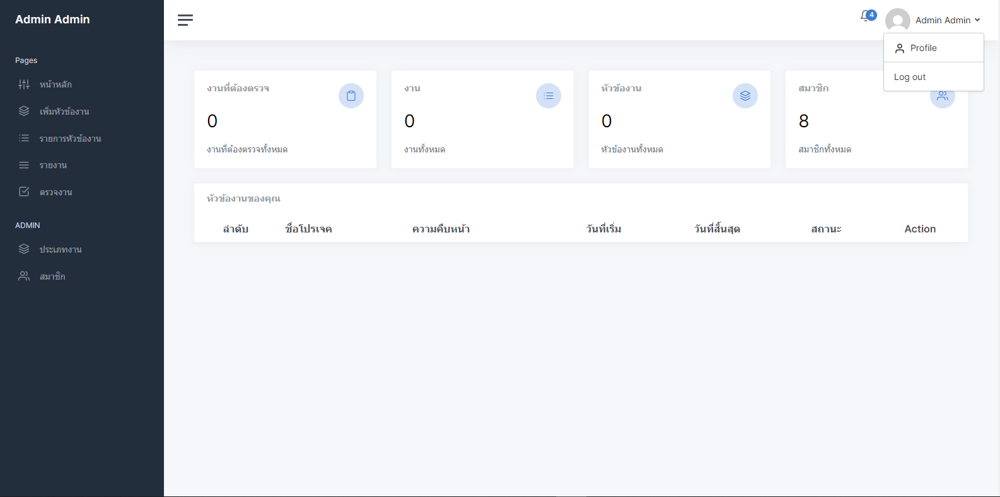 Admin Admin
Pages
หน้าหลัก
เพิ่มหัวข้องาน
รายการหัวข้องาน
รายงาน
ตรวจงาน
ADMIN
ประเภทงาน
สมาชิก
4
Admin Admin
Profile
Log out
งานที่ต้องตรวจ
0
งานที่ต้องตรวจทั้งหมด
งาน
0
งานทั้งหมด
หัวข้องาน
0
หัวข้องานทั้งหมด
สมาชิก
8
สมาชิกทั้งหมด
หัวข้องานของคุณ
ลำดับ ชื่อโปรเจค ความคืบหน้า วันที่เริ่ม วันที่สิ้นสุด สถานะ Action